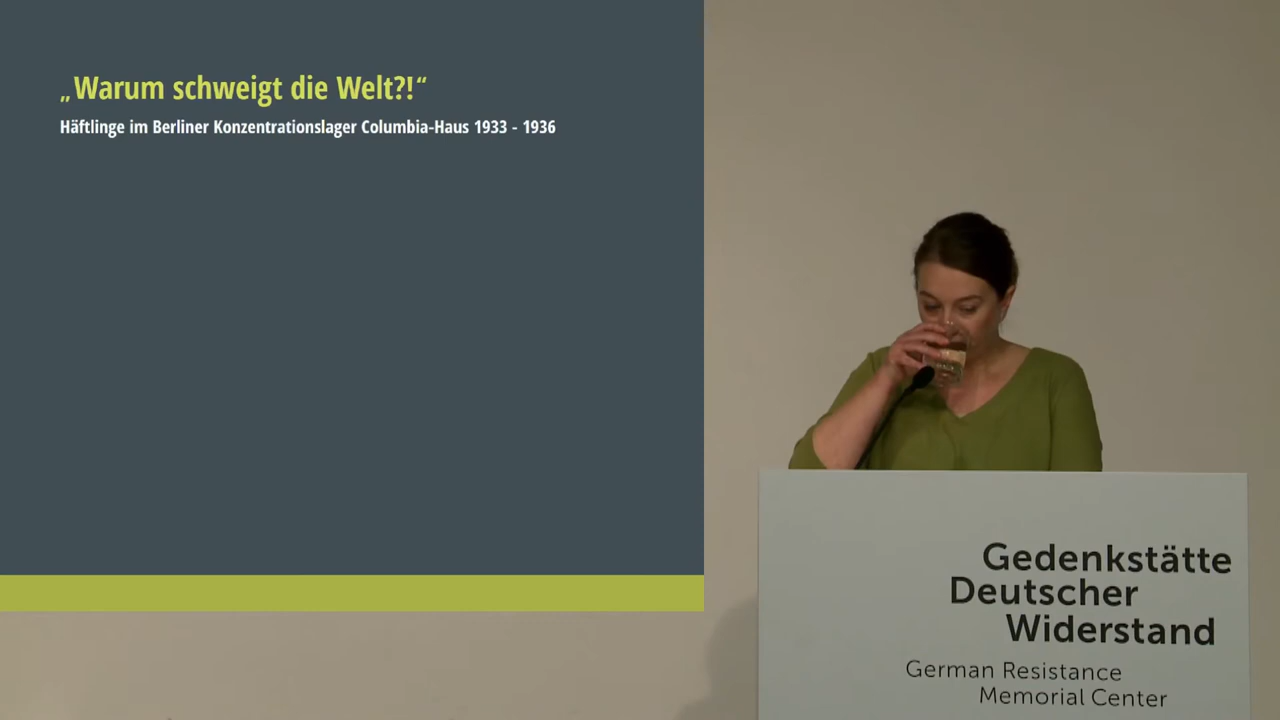 „Warum schweigt die Welt?!“
Häftlinge im Berliner Konzentrationslager Columbia-Haus 1933 - 1936
Gedenkstätte
Deutscher
Widerstand
German Resistance
Memorial Center